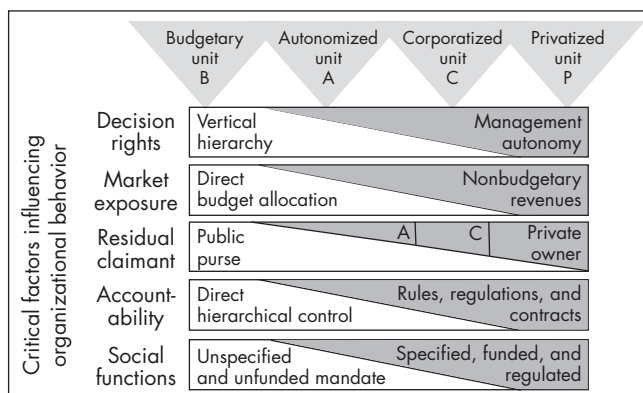 Budgetary unit B
Autonomized unit A
Corporatized unit C
Privatized unit P
Critical factors influencing
organizational behavior
Decision
rights
Vertical
hierarchy
Management
autonomy
Market
exposure
Direct
budget allocation
Nonbudgetary
revenues
Residual
claimant
Public
purse
A
C
Private
owner
Account-
ability
Direct
hierarchical control
Rules, regulations, and
contracts
Social
functions
Unspecified
and unfunded mandate
Specified, funded, and
regulated